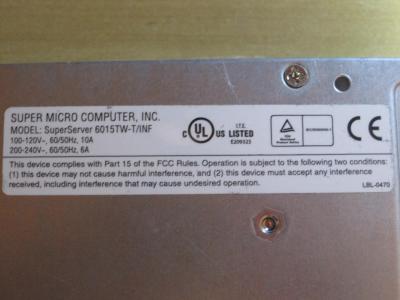 SUPER MICRO COMPUTER, INC.
MODEL: SuperServer 6015TW-T/INF
100-120V~, 60/50Hz, 10A
200-240V~, 60/50Hz, 6A
C UL US LISTED
I.T.E.
E209323
CE
This device complies with Part 15 of the FCC Rules. Operation is subject to the following two conditions:
(1) this device may not cause harmful interference, and (2) this device must accept any interference
received, including interference that may cause undesired operation.
LBL-0470